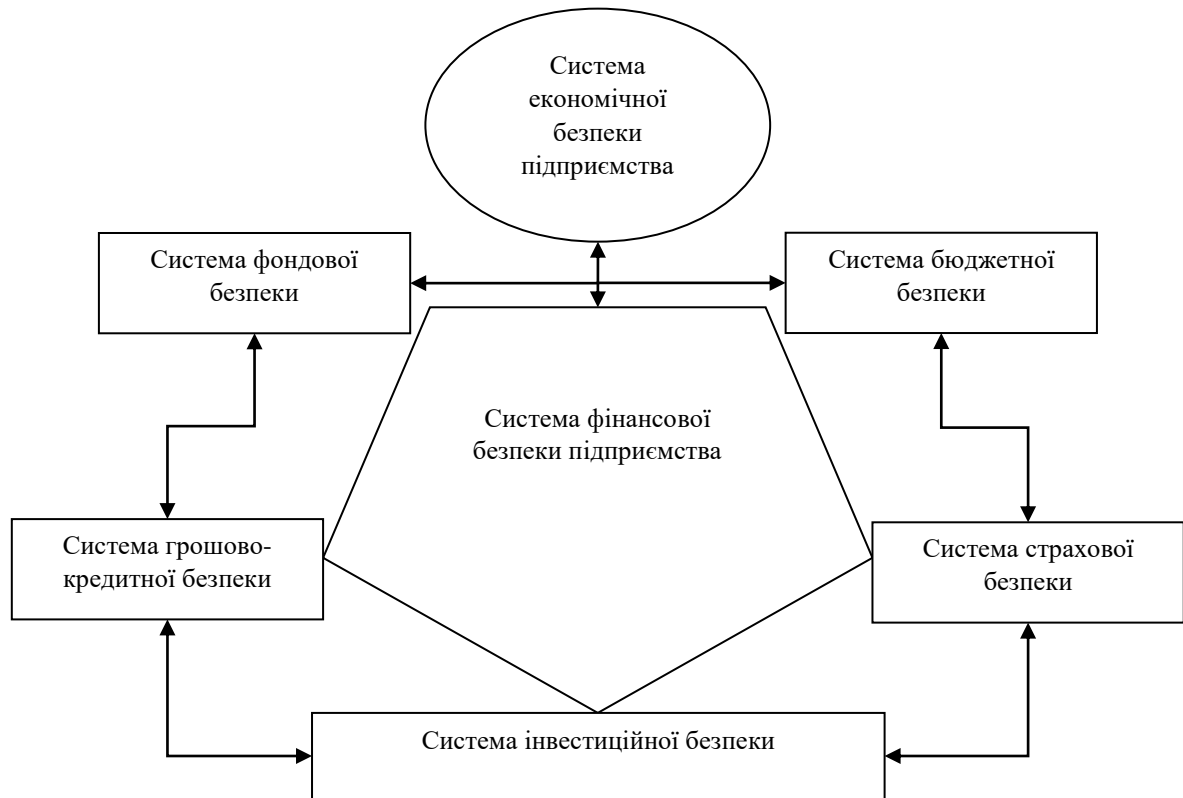 Система
економічної
безпеки
підприємства
Система фондової
безпеки
Система бюджетної
безпеки
Система фінансової
безпеки підприємства
Система грошово-
кредитної безпеки
Система страхової
безпеки
Система інвестиційної безпеки